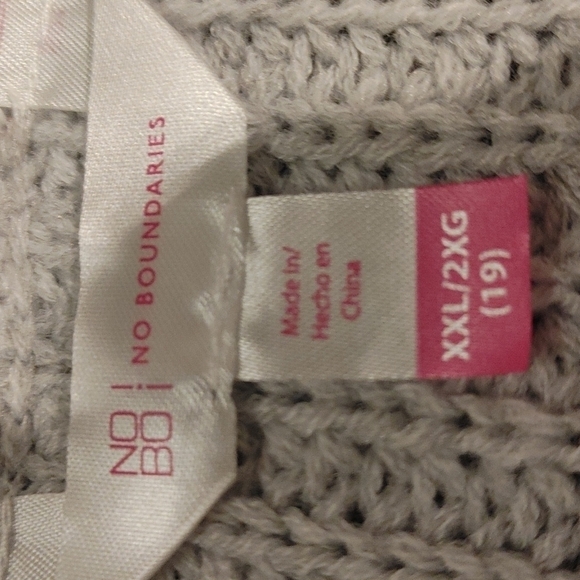 NO
BO
NO BOUNDARIES
Made in/
Hecho en
China
XXL/2XG
(19)